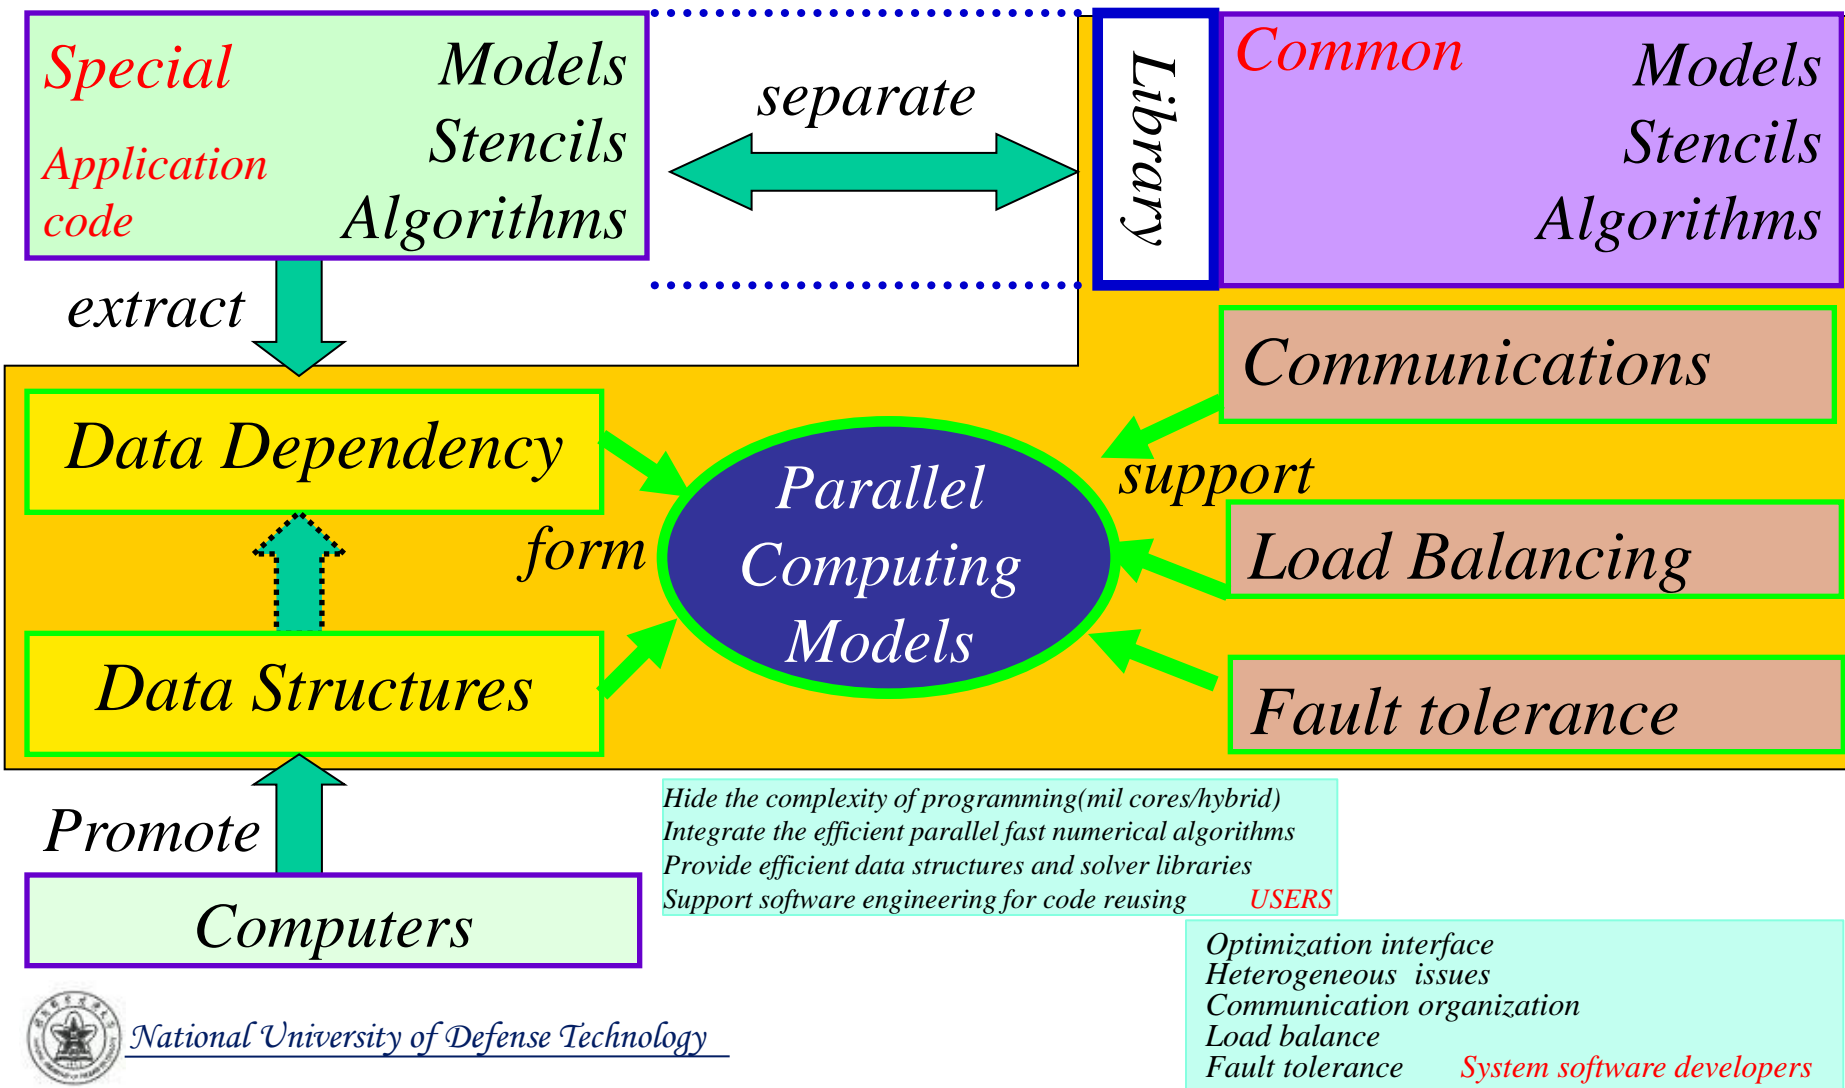 Special
Application
code
Models
Stencils
Algorithms
separate
Library
Common
Models
Stencils
Algorithms
extract
Communications
Data Dependency
Parallel
Computing
Models
support
form
Load Balancing
Data Structures
Fault tolerance
Promote
Computers
Hide the complexity of programming(mil cores/hybrid)
Integrate the efficient parallel fast numerical algorithms
Provide efficient data structures and solver libraries
Support software engineering for code reusing USERS
Optimization interface
Heterogeneous issues
Communication organization
Load balance
Fault tolerance System software developers
National University of Defense Technology